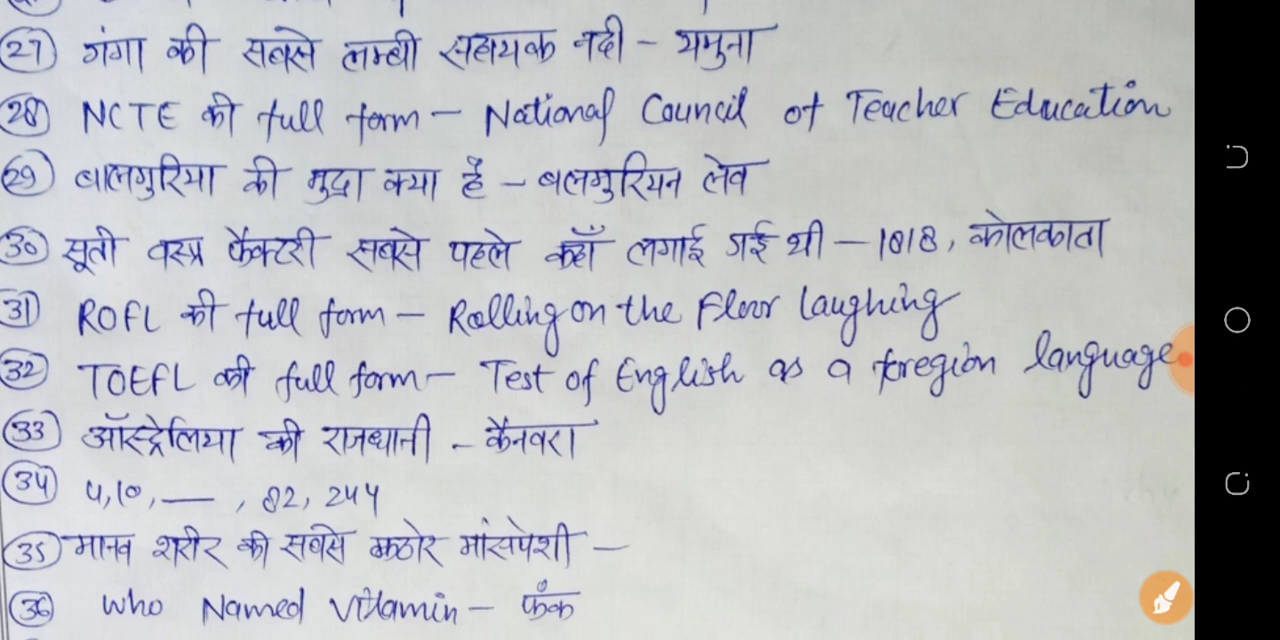 27 गंगा की सबसे लम्बी सहायक नदी - यमुना
28 NCTE की full form - National Council of Teacher Education
29 बालगुरिया की मुद्रा क्या है - बलगुरियन लेव
30 सूती वस्त्र फैक्टरी सबसे पहले कहाँ लगाई गई थी - 1818, कोलकाता
31 ROFL की full form - Rolling on the Floor laughing
32 TOEFL की full form - Test of English as a foregion language
33 ऑस्ट्रेलिया की राजधानी - कैनवरा
34 4,10, —, 82, 244
35 मानव शरीर की सबसे कठोर मांसपेशी -
36 Who Named Vitamin - फंक